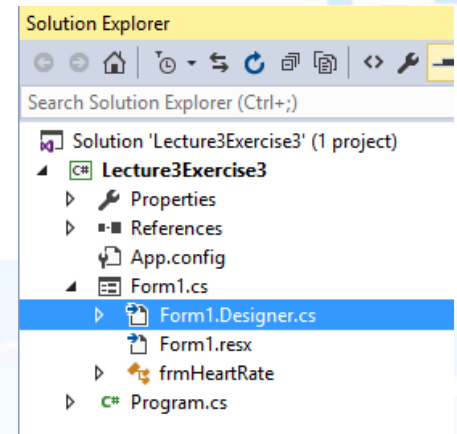 Solution Explorer
Search Solution Explorer (Ctrl+;)
Solution 'Lecture3Exercise3' (1 project)
C# Lecture3Exercise3
Properties
References
App.config
Form1.cs
Form1.Designer.cs
Form1.resx
frmHeartRate
C# Program.cs